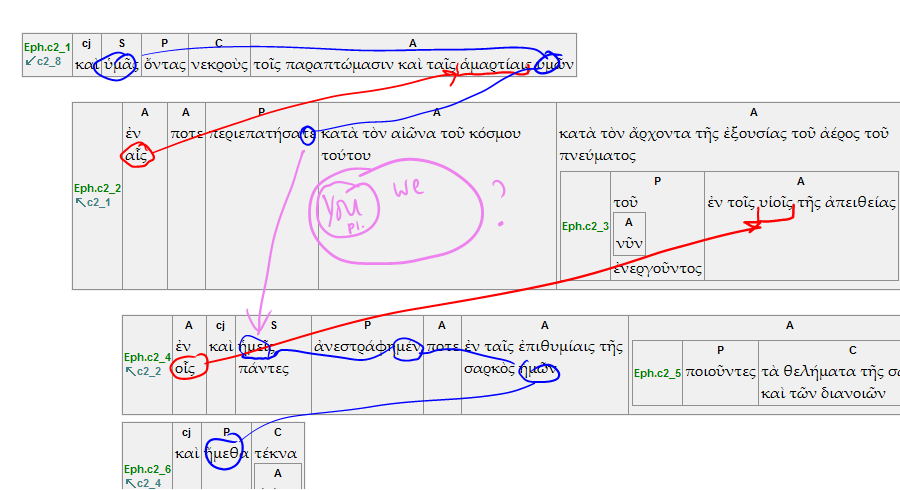 cj S P C A
Eph.c2_1 καὶ ὑμᾶς ὄντας νεκροὺς τοῖς παραπτώμασιν καὶ ταῖς ἁμαρτίαις ὑμῶν
↙c2_8
A A P A A
ἐν ποτε περιεπατήσατε κατὰ τὸν αἰῶνα τοῦ κόσμου κατὰ τὸν ἄρχοντα τῆς ἐξουσίας τοῦ ἀέρος τοῦ
αἷς τούτου πνεύματος
Eph.c2_2
↖c2_1
you we ?
pl.
P A
τοῦ ἐν τοῖς υἱοῖς τῆς ἀπειθείας
Eph.c2_3 A
νῦν
ἐνεργοῦντος
A cj S P A A A
ἐν καὶ ἡμεῖς ἀνεστράφημέν ποτε ἐν ταῖς ἐπιθυμίαις τῆς
οἷς πάντες σαρκὸς ἡμῶν
Eph.c2_4
↖c2_2
P C
Eph.c2_5 ποιοῦντες τὰ θελήματα τῆς σα
καὶ τῶν διανοιῶν
cj P C
καὶ ἤμεθα τέκνα
A
Eph.c2_6
↖c2_4